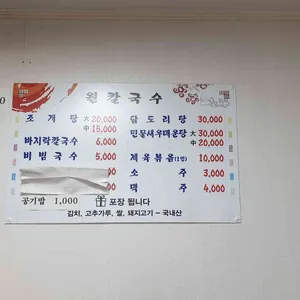 원칼국수
조개탕 大 20,000
中 15,000
바지락칼국수 6,000
비빔국수 5,000
공기밥 1,000
닭도리탕 30,000
민물새우매운탕 大 30,000
中 20,000
제육볶음(1인) 10,000
소주 3,000
맥주 4,000
포장 됩니다
김치, 고추가루, 쌀, 돼지고기 - 국내산